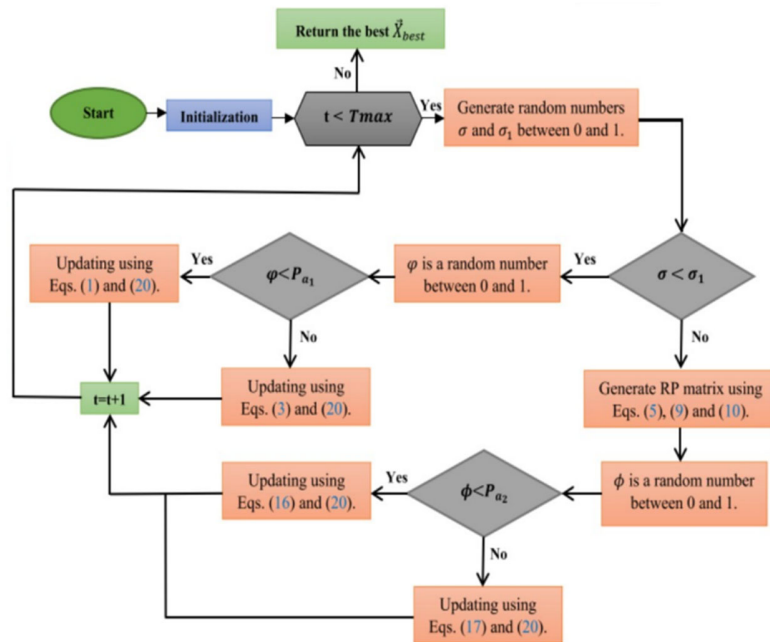 Return the best X⃗_best
No
Start
Initialization
t < Tmax
Yes
Generate random numbers
σ and σ₁ between 0 and 1.
σ < σ₁
Yes
φ is a random number
between 0 and 1.
φ<P_a₁
Yes
Updating using
Eqs. (1) and (20).
No
Updating using
Eqs. (3) and (20).
t=t+1
No
Generate RP matrix using
Eqs. (5), (9) and (10).
ϕ is a random number
between 0 and 1.
ϕ<P_a₂
Yes
Updating using
Eqs. (16) and (20).
No
Updating using
Eqs. (17) and (20).